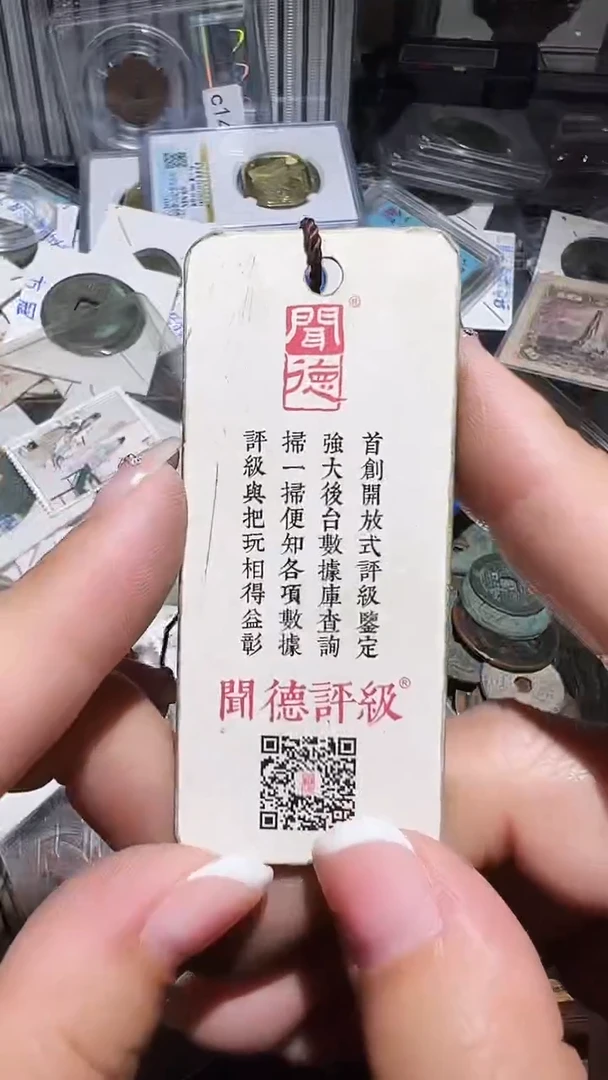 聞德
®
首創開放式評級鑒定
強大後台數據庫查詢
掃一掃便知各項數據
評級與把玩相得益彰
聞德評級®
c12